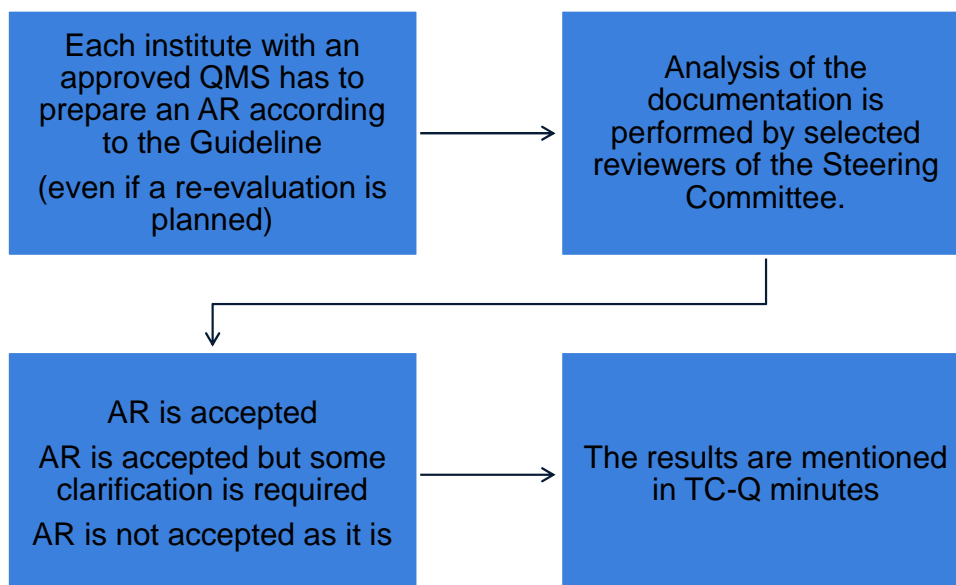 Each institute with an
approved QMS has to
prepare an AR according
to the Guideline
(even if a re-evaluation is
planned)
Analysis of the
documentation is
performed by selected
reviewers of the Steering
Committee.
AR is accepted
AR is accepted but some
clarification is required
AR is not accepted as it is
The results are mentioned
in TC-Q minutes